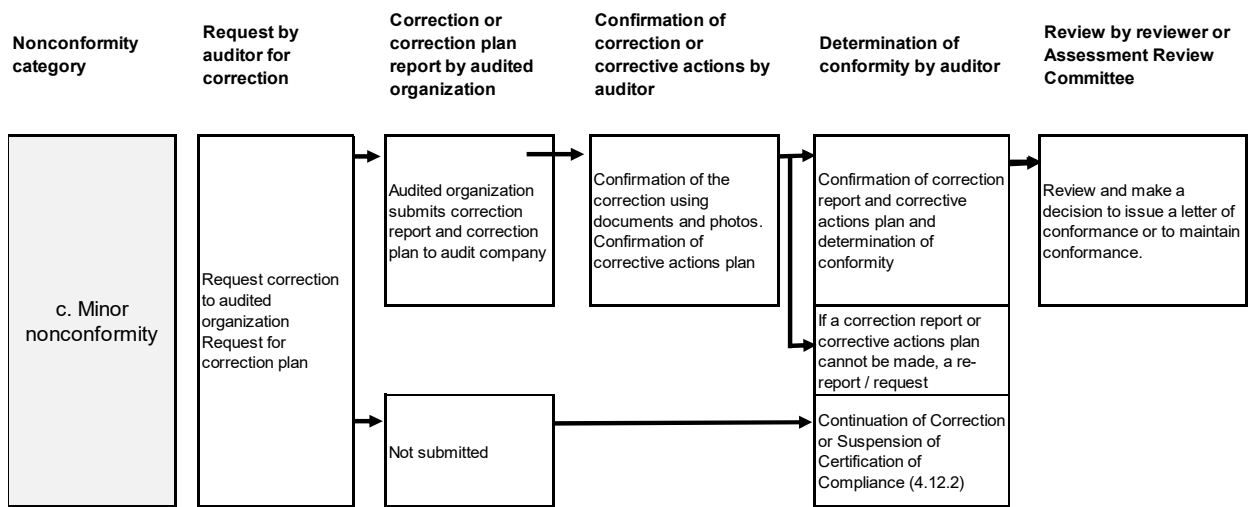 Nonconformity
category
Request by
auditor for
correction
Correction or
correction plan
report by audited
organization
Confirmation of
correction or
corrective actions by
auditor
Determination of
conformity by auditor
Review by reviewer or
Assessment Review
Committee
c. Minor
nonconformity
Request correction
to audited
organization
Request for
correction plan
Audited organization
submits correction
report and correction
plan to audit company
Confirmation of the
correction using
documents and photos.
Confirmation of
corrective actions plan
Confirmation of correction
report and corrective
actions plan and
determination of
conformity
Review and make a
decision to issue a letter of
conformance or to maintain
conformance.
If a correction report or
corrective actions plan
cannot be made, a re-
report / request
Not submitted
Continuation of Correction
or Suspension of
Certification of
Compliance (4.12.2)